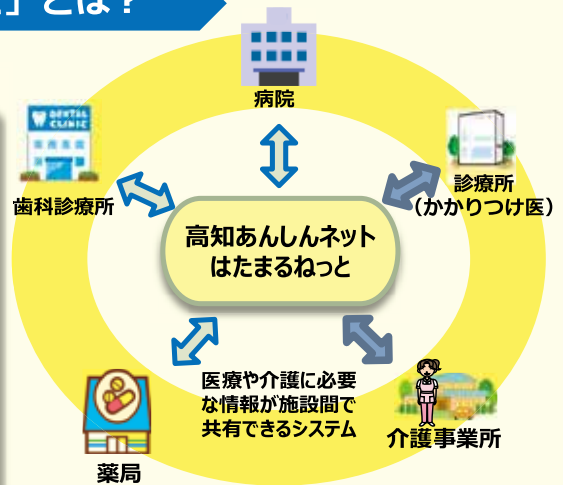 」とは？
病院
DENTAL
CLINIC
歯科診療所
診療所
（かかりつけ医）
高知あんしんネット
はたまるねっと
医療や介護に必要
な情報が施設間で
共有できるシステム
薬局
介護事業所